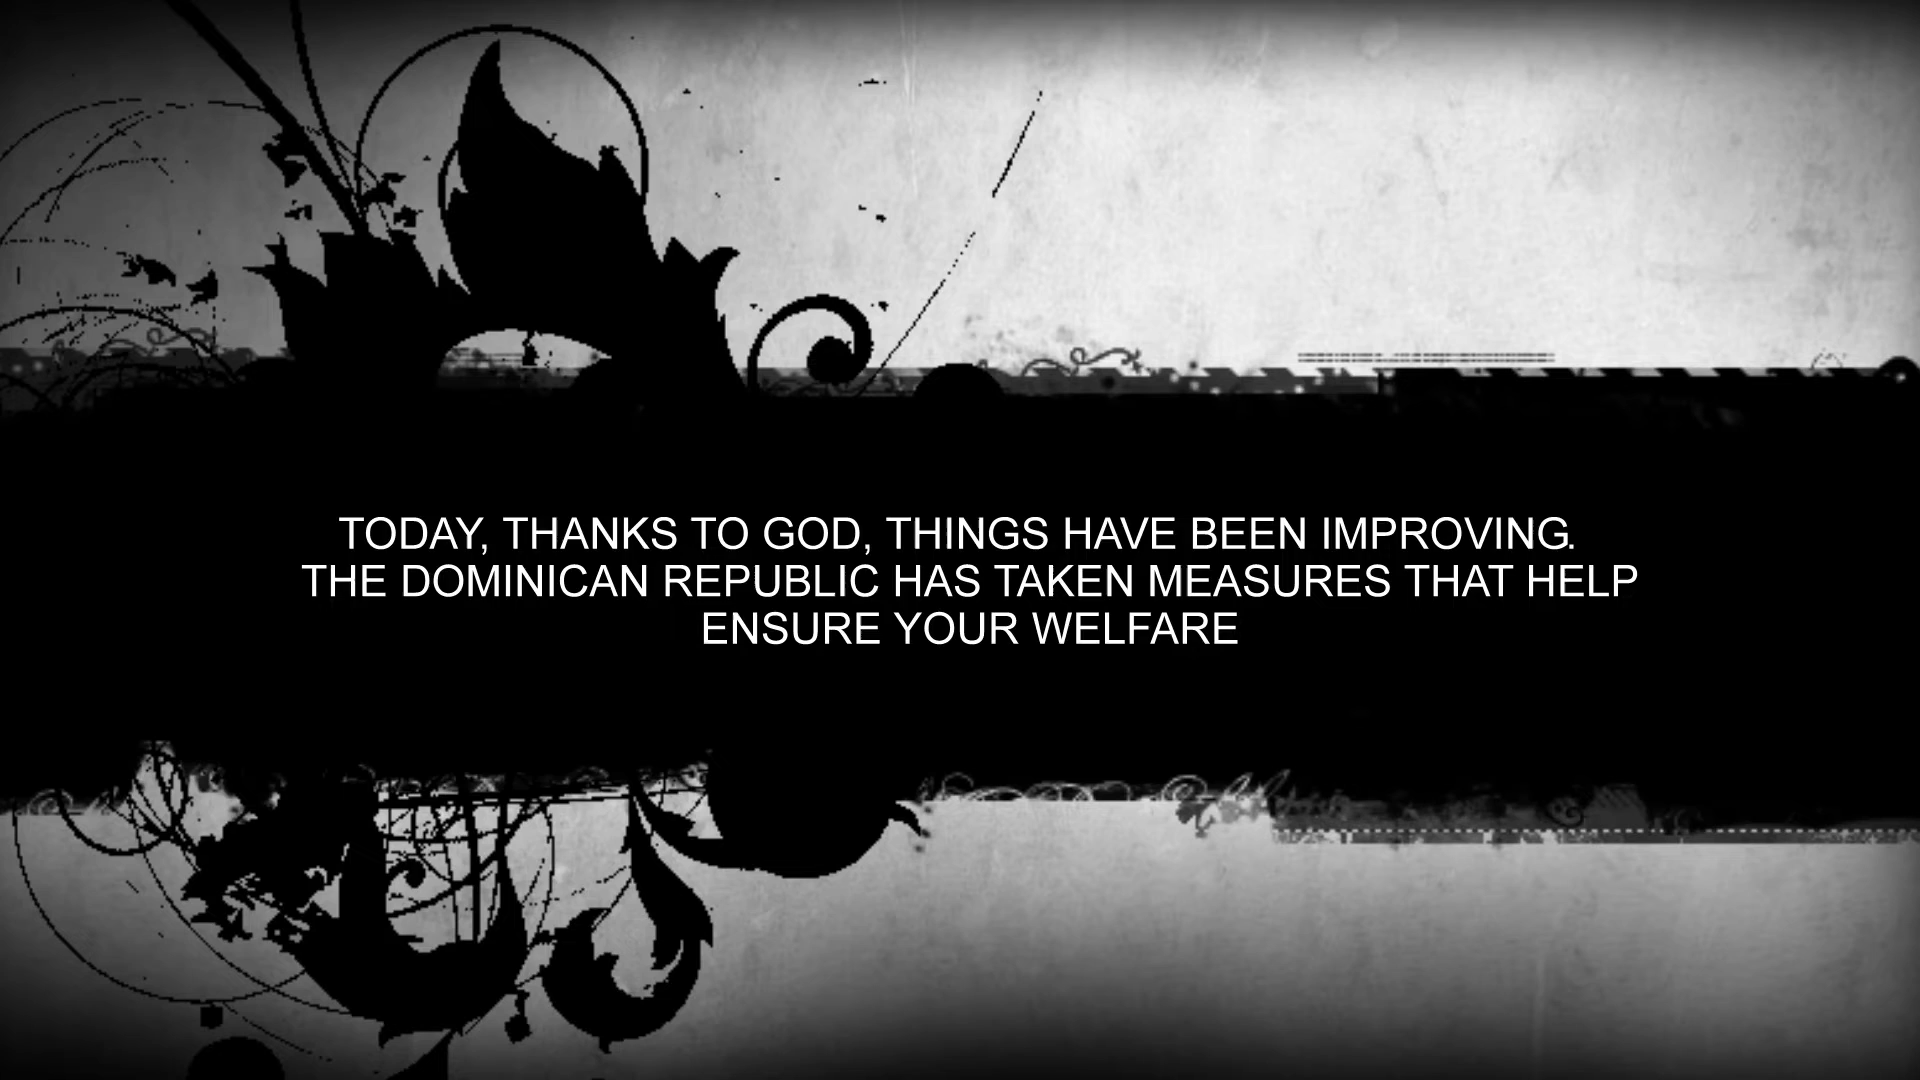 TODAY, THANKS TO GOD, THINGS HAVE BEEN IMPROVING.
THE DOMINICAN REPUBLIC HAS TAKEN MEASURES THAT HELP
ENSURE YOUR WELFARE